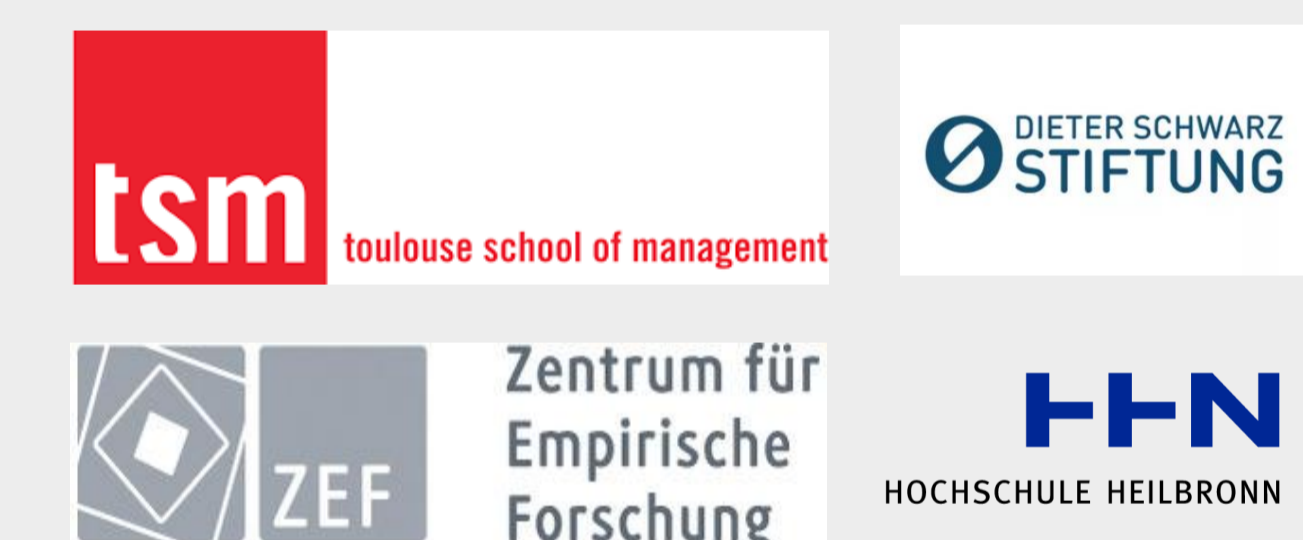 tsm
toulouse school of management
DIETER SCHWARZ
STIFTUNG
ZEF
Zentrum für
Empirische
Forschung
HHN
HOCHSCHULE HEILBRONN